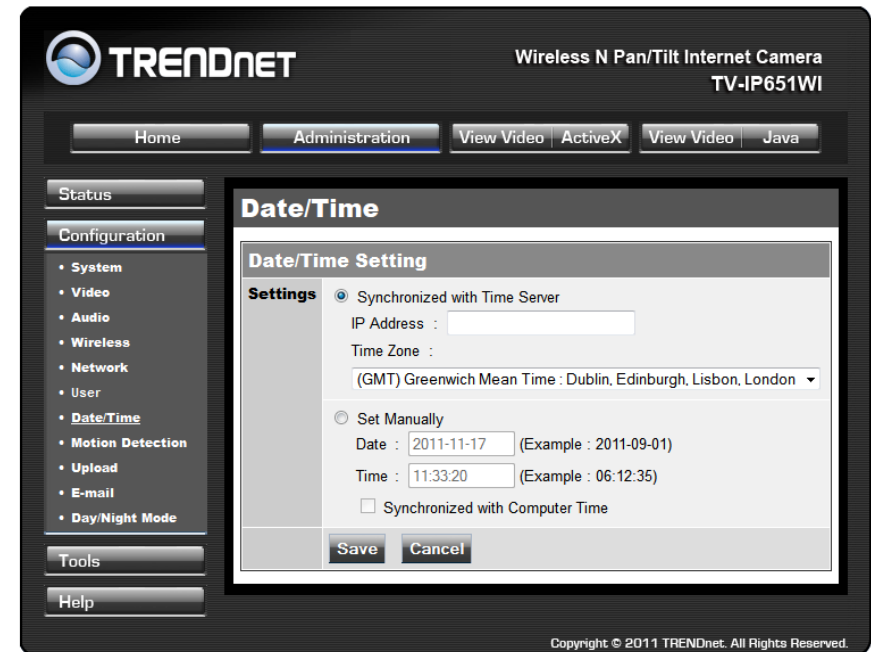 TRENDnet
Wireless N Pan/Tilt Internet Camera
TV-IP651WI
Home
Administration
View Video | ActiveX
View Video | Java
Status
Configuration
• System
• Video
• Audio
• Wireless
• Network
• User
• Date/Time
• Motion Detection
• Upload
• E-mail
• Day/Night Mode
Tools
Help
Date/Time
Date/Time Setting
Settings
Synchronized with Time Server
IP Address :
Time Zone :
(GMT) Greenwich Mean Time : Dublin, Edinburgh, Lisbon, London
Set Manually
Date : 2011-11-17 (Example : 2011-09-01)
Time : 11:33:20 (Example : 06:12:35)
Synchronized with Computer Time
Save Cancel
Copyright © 2011 TRENDnet. All Rights Reserved.